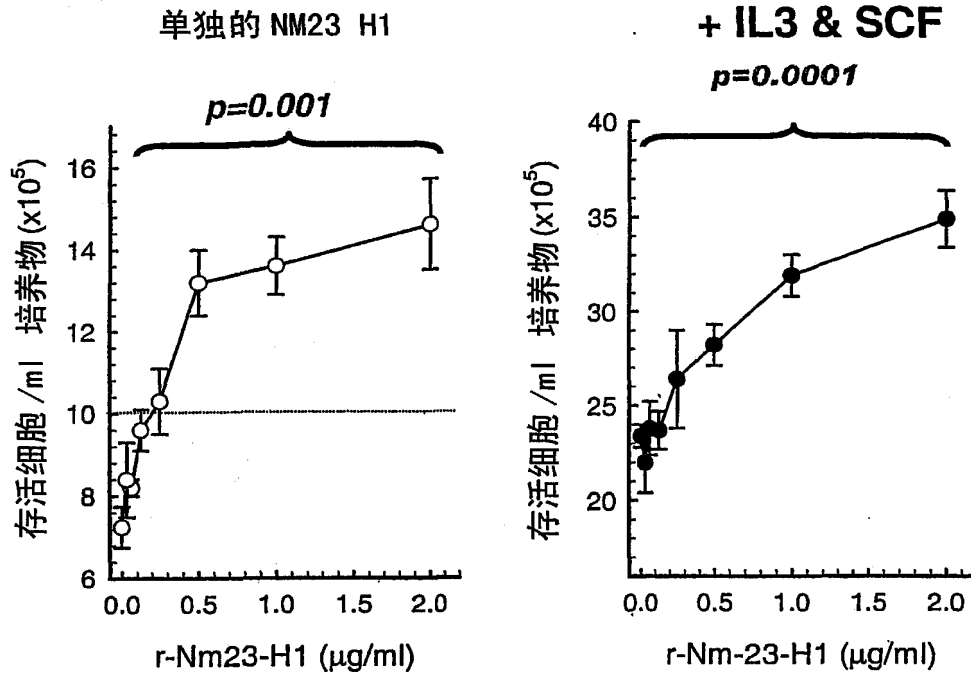 单独的 NM23 H1
p=0.001
存活细胞/ml 培养物(x10⁵)
16
14
12
10
8
6
0.0 0.5 1.0 1.5 2.0
r-Nm23-H1 (μg/ml)
+ IL3 & SCF
p=0.0001
存活细胞/ml 培养物(x10⁵)
40
35
30
25
20
0.0 0.5 1.0 1.5 2.0
r-Nm-23-H1 (μg/ml)